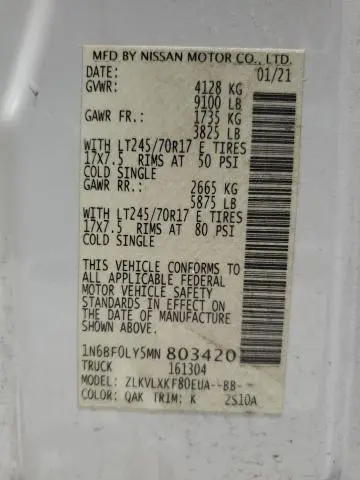 MFD BY NISSAN MOTOR CO., LTD.
DATE: 01/21
GVWR: 4128 KG
9100 LB
GAWR FR.: 1735 KG
3825 LB
WITH LT245/70R17 E TIRES
17x7.5 RIMS AT 50 PSI
COLD SINGLE
GAWR RR.: 2665 KG
5875 LB
WITH LT245/70R17 E TIRES
17x7.5 RIMS AT 80 PSI
COLD SINGLE
THIS VEHICLE CONFORMS TO
ALL APPLICABLE FEDERAL
MOTOR VEHICLE SAFETY
STANDARDS IN EFFECT ON
THE DATE OF MANUFACTURE
SHOWN ABOVE.
1N6BF0LY5MN 803420
TRUCK 161304
MODEL: ZLKVLXKF80EUA--BB--
COLOR: QAK TRIM: K 2S10A